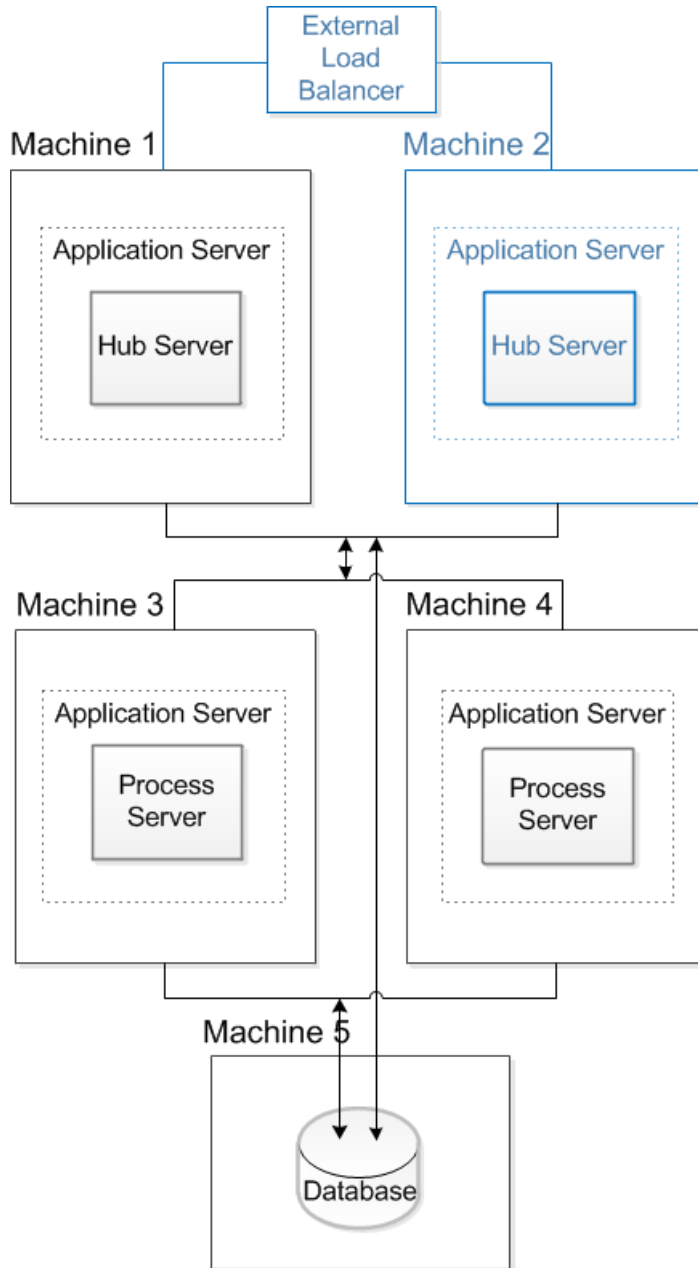 External
Load
Balancer
Machine 1
Machine 2
Application Server
Application Server
Hub Server
Hub Server
Machine 3
Machine 4
Application Server
Application Server
Process
Server
Process
Server
Machine 5
Database